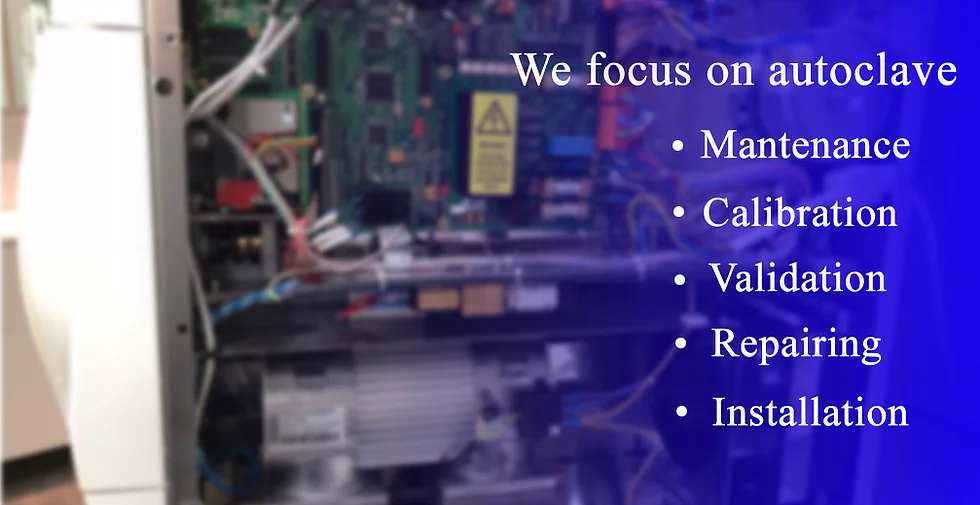 We focus on autoclave
• Mantenance
• Calibration
• Validation
• Repairing
• Installation